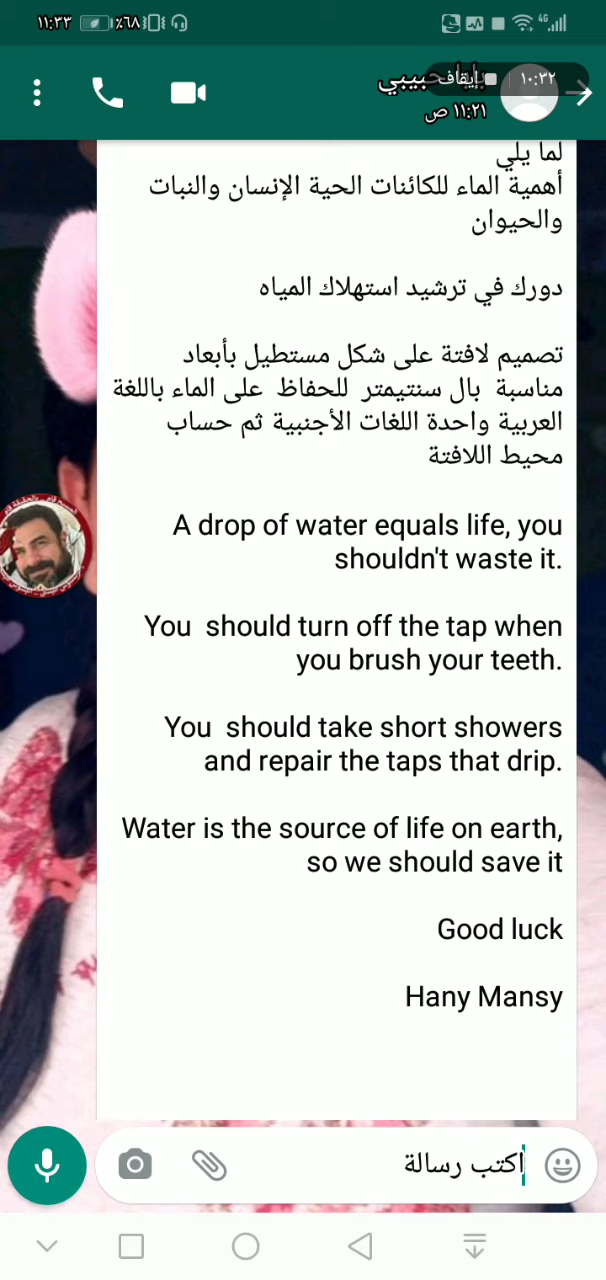 ١١:٣٣
٪٦٨
4G
بابا حبيبي
إيقاف
١٠:٣٢
١١:٢١ ص
لما يلي
أهمية الماء للكائنات الحية الإنسان والنبات
والحيوان
دورك في ترشيد استهلاك المياه
تصميم لافتة على شكل مستطيل بأبعاد
مناسبة بال سنتيمتر للحفاظ على الماء باللغة
العربية واحدة اللغات الأجنبية ثم حساب
محيط اللافتة
A drop of water equals life, you
shouldn't waste it.
You should turn off the tap when
you brush your teeth.
You should take short showers
and repair the taps that drip.
Water is the source of life on earth,
so we should save it
Good luck
Hany Mansy
اكتب رسالة